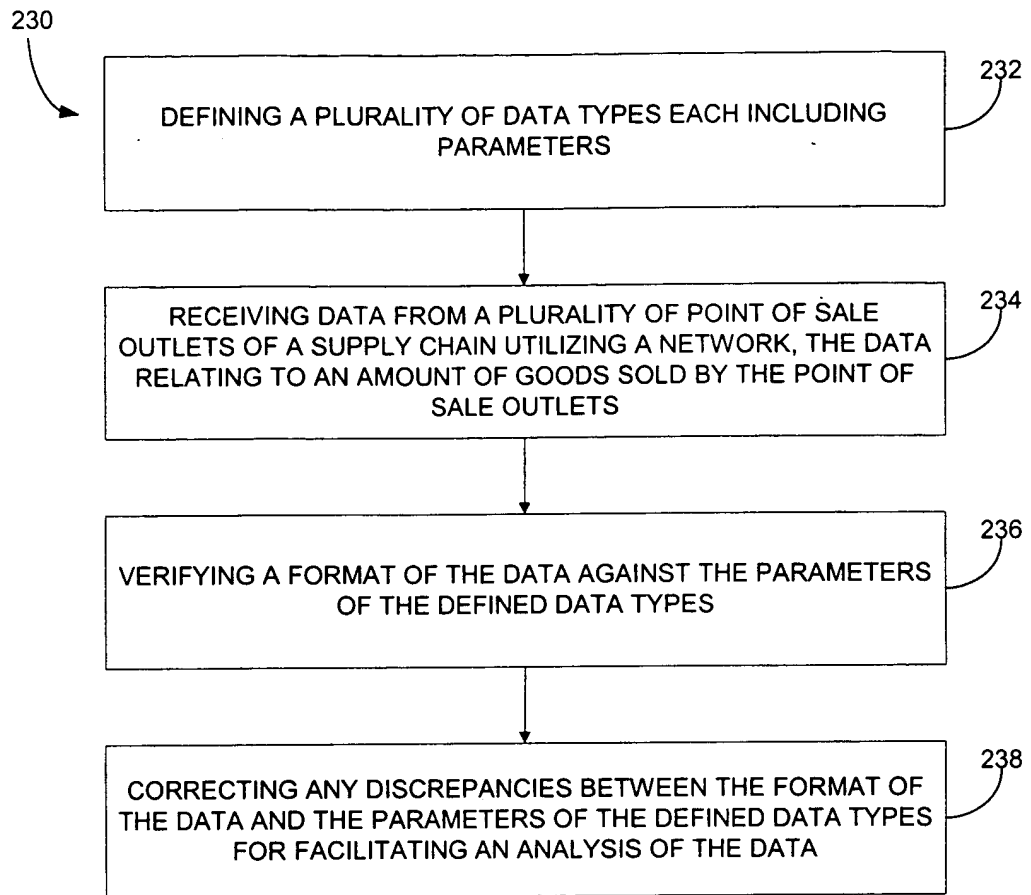 230
232
DEFINING A PLURALITY OF DATA TYPES EACH INCLUDING
PARAMETERS
234
RECEIVING DATA FROM A PLURALITY OF POINT OF SALE
OUTLETS OF A SUPPLY CHAIN UTILIZING A NETWORK, THE DATA
RELATING TO AN AMOUNT OF GOODS SOLD BY THE POINT OF
SALE OUTLETS
236
VERIFYING A FORMAT OF THE DATA AGAINST THE PARAMETERS
OF THE DEFINED DATA TYPES
238
CORRECTING ANY DISCREPANCIES BETWEEN THE FORMAT OF
THE DATA AND THE PARAMETERS OF THE DEFINED DATA TYPES
FOR FACILITATING AN ANALYSIS OF THE DATA